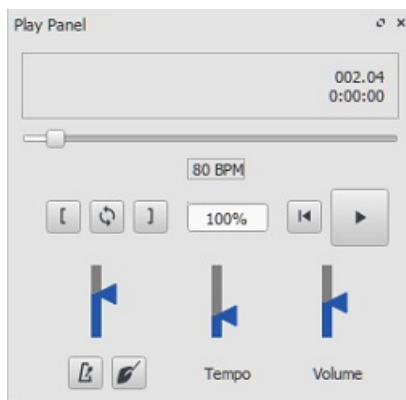 Play Panel
002.04
0:00:00
80 BPM
[ ] 100%
Tempo Volume